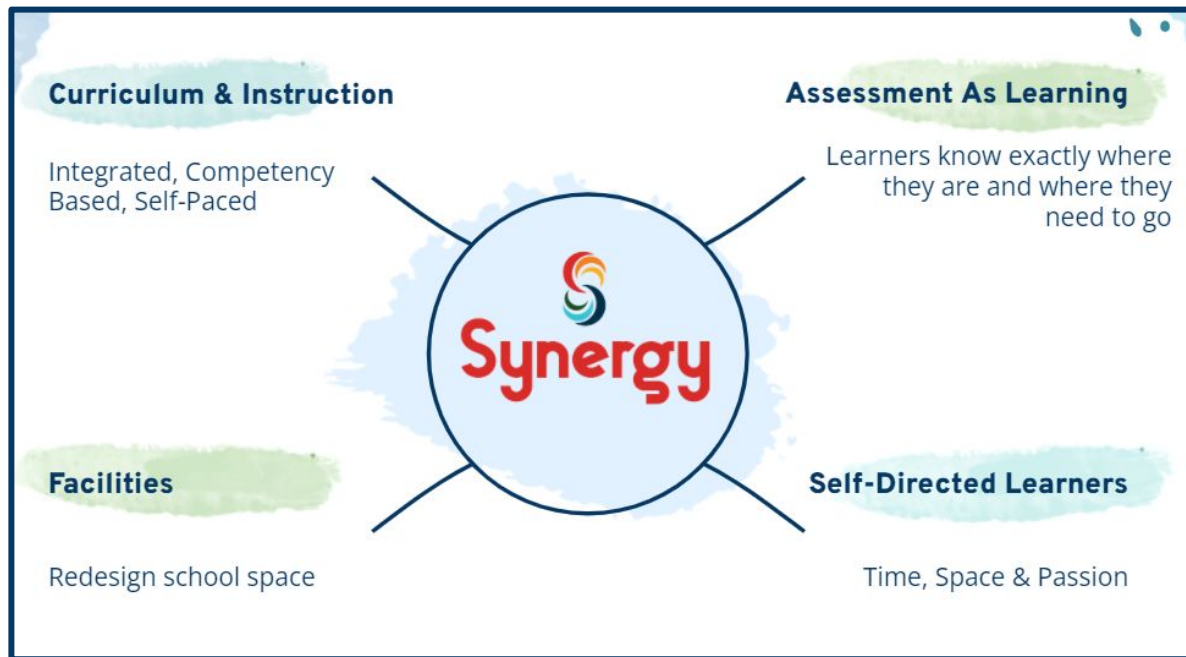 Curriculum & Instruction
Integrated, Competency
Based, Self-Paced
Assessment As Learning
Learners know exactly where
they are and where they
need to go
Synergy
Facilities
Redesign school space
Self-Directed Learners
Time, Space & Passion